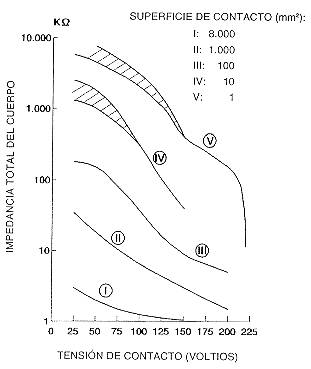 SUPERFICIE DE CONTACTO (mm²):
I: 8.000
II: 1.000
III: 100
IV: 10
V: 1
KΩ
10.000
1.000
100
10
1
IMPEDANCIA TOTAL DEL CUERPO
V
IV
III
II
I
25 50 75 100 125 150 175 200 225
TENSIÓN DE CONTACTO (VOLTIOS)